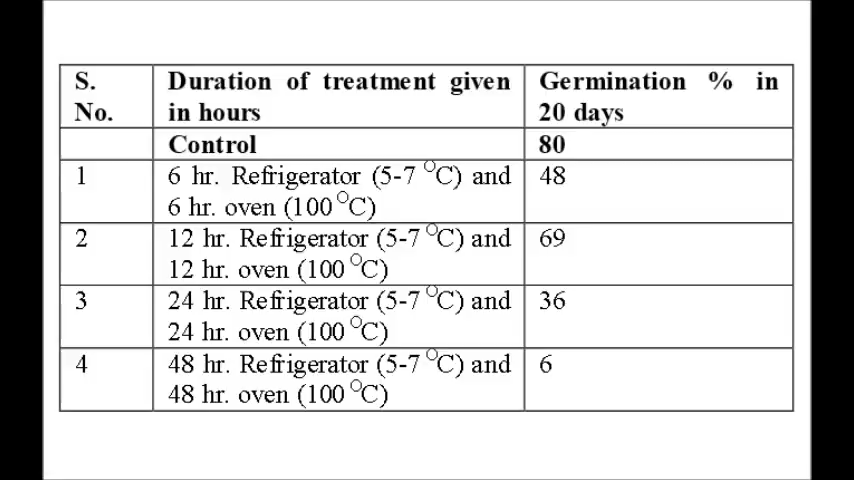 S. No. Duration of treatment given in hours Germination % in 20 days
Control 80
1 6 hr. Refrigerator (5-7 °C) and 6 hr. oven (100 °C) 48
2 12 hr. Refrigerator (5-7 °C) and 12 hr. oven (100 °C) 69
3 24 hr. Refrigerator (5-7 °C) and 24 hr. oven (100 °C) 36
4 48 hr. Refrigerator (5-7 °C) and 48 hr. oven (100 °C) 6